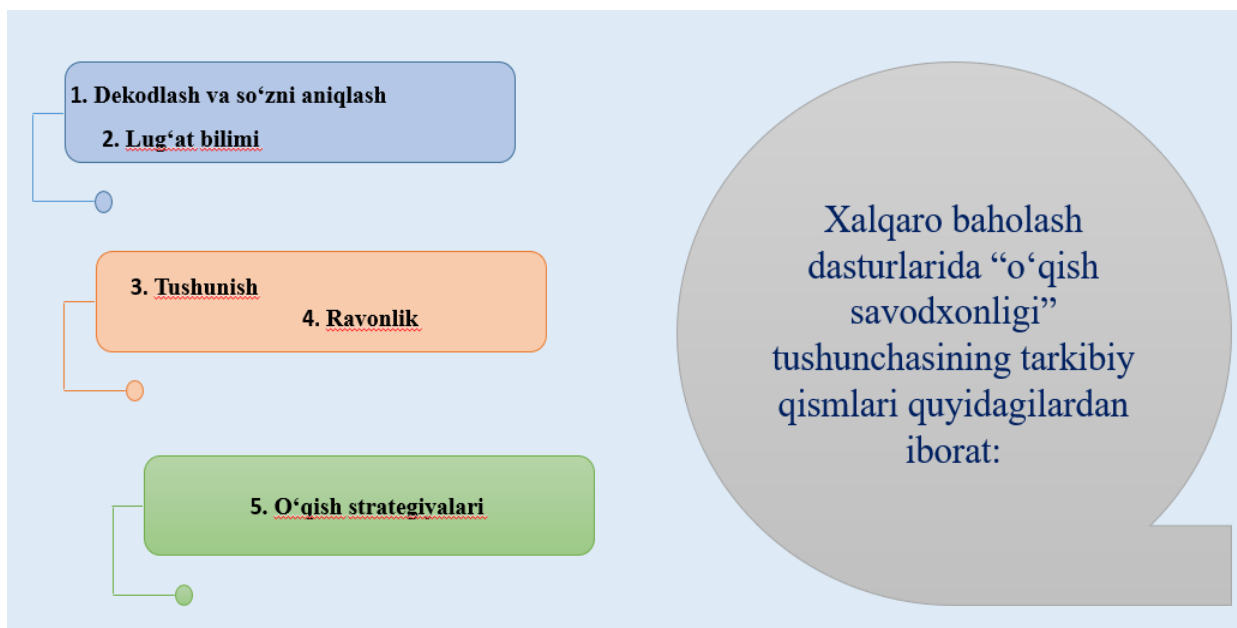 1. Dekodlash va so‘zni aniqlash
2. Lug‘at bilimi
3. Tushunish
4. Ravonlik
5. O‘qish strategiyalari
Xalqaro baholash
dasturlarida “o‘qish
savodxonligi”
tushunchasining tarkibiy
qismlari quyidagilardan
iborat: